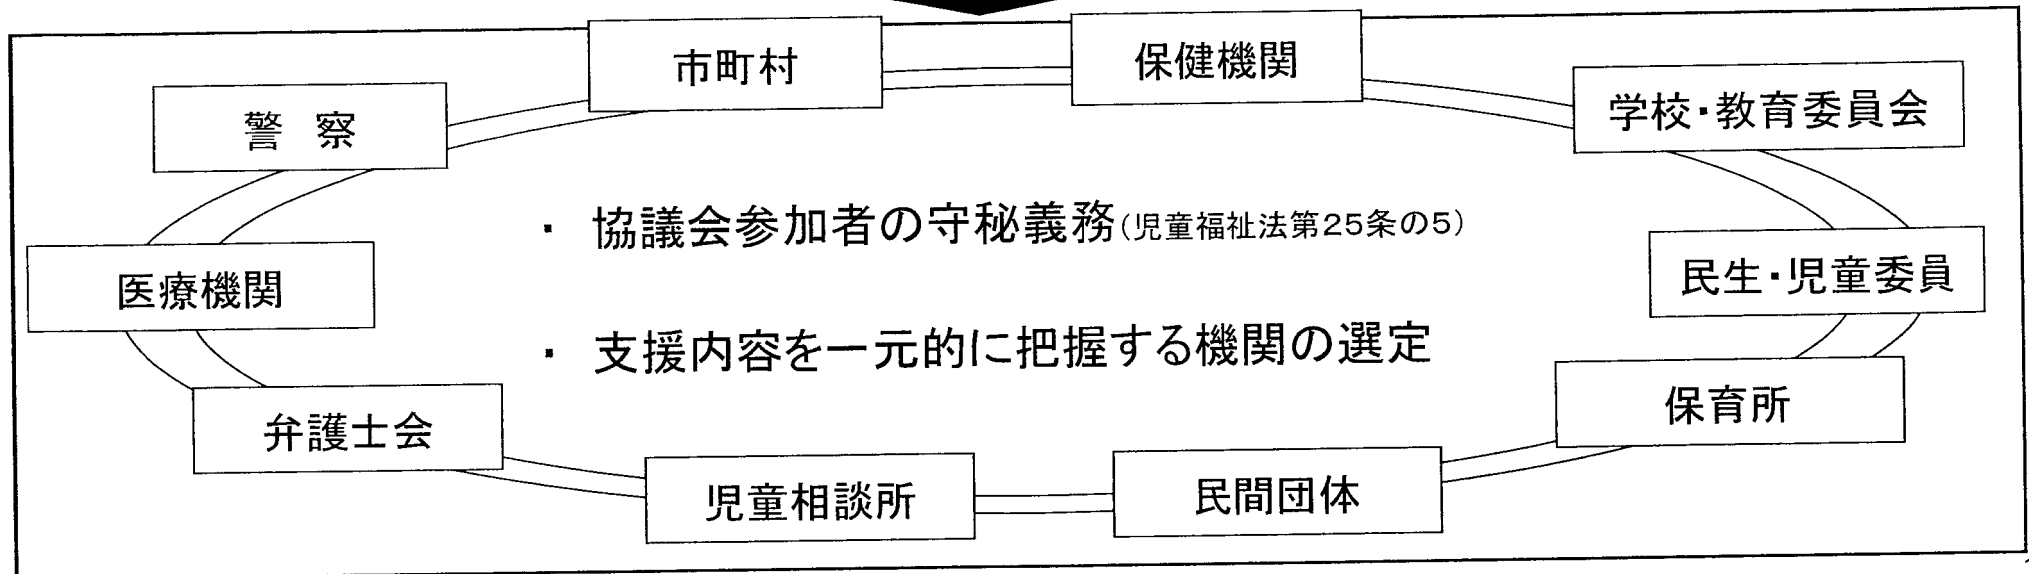 市町村
保健機関
警　察
学校・教育委員会
・ 協議会参加者の守秘義務(児童福祉法第25条の5)
医療機関
民生・児童委員
・ 支援内容を一元的に把握する機関の選定
弁護士会
保育所
児童相談所
民間団体